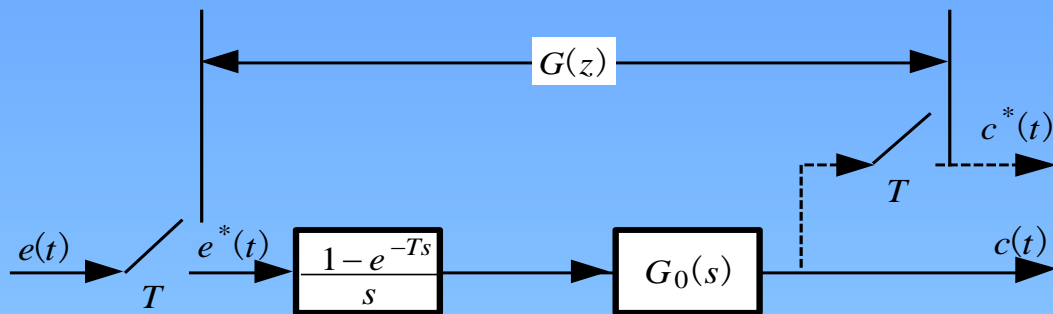 G(z)
c*(t)
T
e(t)
e*(t)
1-e^{-Ts}
s
G₀(s)
c(t)
T